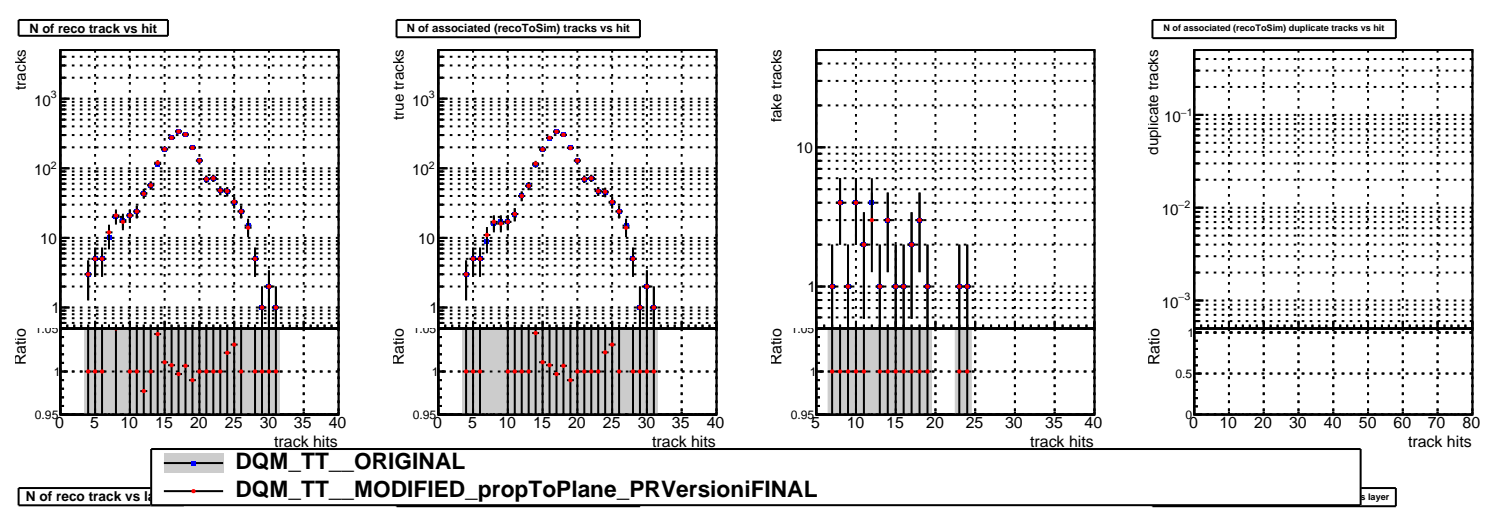 N of reco track vs hit
N of associated (recoToSim) tracks vs hit
N of associated (recoToSim) duplicate tracks vs hit
tracks
10³
10²
10
1
Ratio
1.05
1
0.95
0 5 10 15 20 25 30 35 40
track hits
true tracks
10³
10²
10
1
Ratio
1.05
1
0.95
0 5 10 15 20 25 30 35 40
track hits
fake tracks
10
1
Ratio
1.05
1
0.95
5 10 15 20 25 30 35 40
track hits
duplicate tracks
10⁻¹
10⁻²
10⁻³
Ratio
1
0.5
0
0 10 20 30 40 50 60 70 80
track hits
DQM_TT__ORIGINAL
DQM_TT__MODIFIED_propToPlane_PRVersioniFINAL
N of reco track vs la
s layer